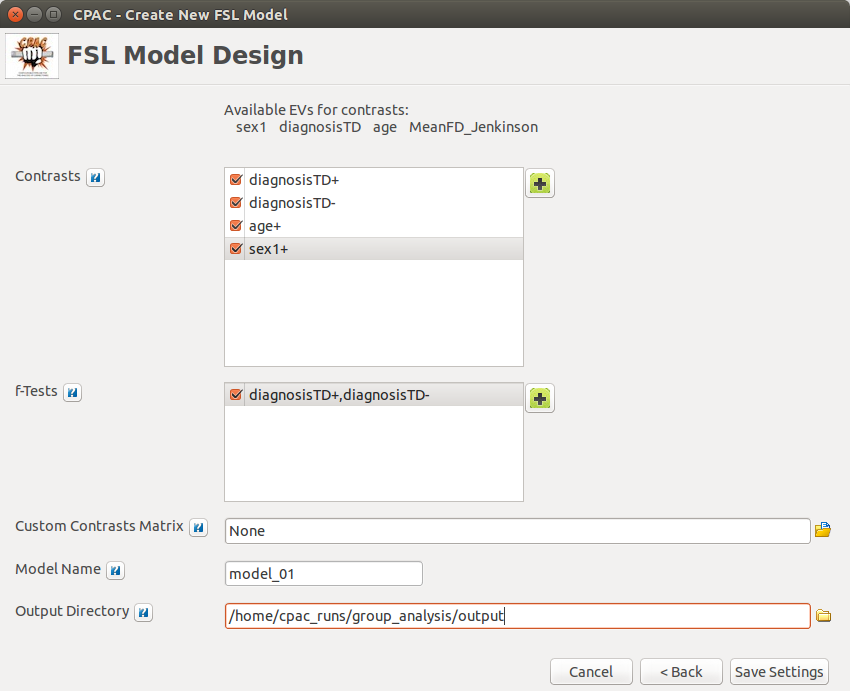 CPAC - Create New FSL Model
CPAC
FSL Model Design
Available EVs for contrasts:
sex1 diagnosisTD age MeanFD_Jenkinson
Contrasts ?
diagnosisTD+
diagnosisTD-
age+
sex1+
f-Tests ?
diagnosisTD+,diagnosisTD-
Custom Contrasts Matrix ?
None
Model Name ?
model_01
Output Directory ?
/home/cpac_runs/group_analysis/output
Cancel
< Back
Save Settings